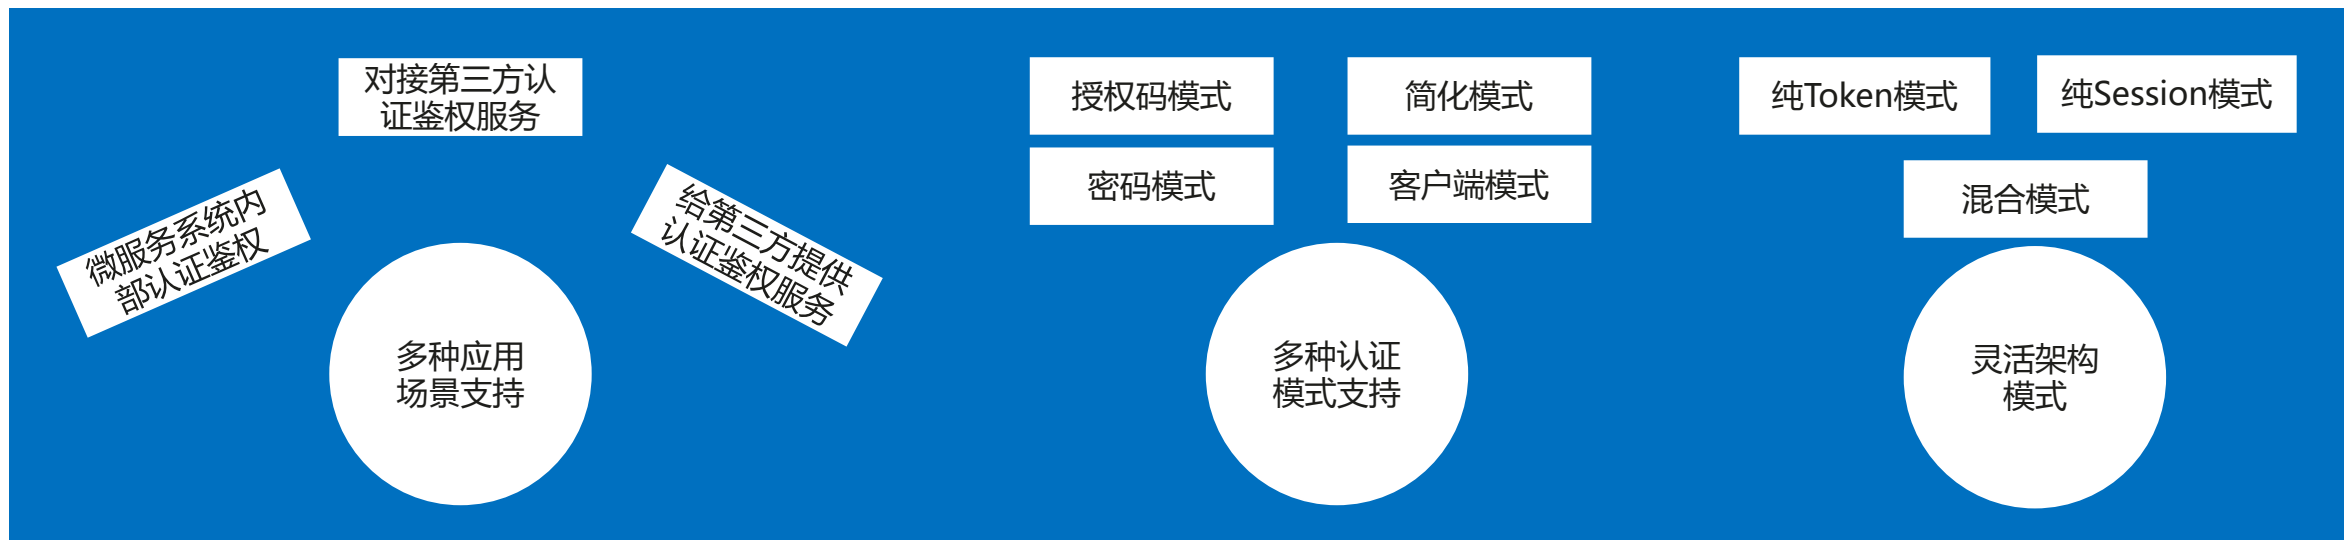 对接第三方认
证鉴权服务
微服务系统内
部认证鉴权
给第三方提供
认证鉴权服务
多种应用
场景支持
授权码模式
简化模式
密码模式
客户端模式
多种认证
模式支持
纯Token模式
纯Session模式
混合模式
灵活架构
模式